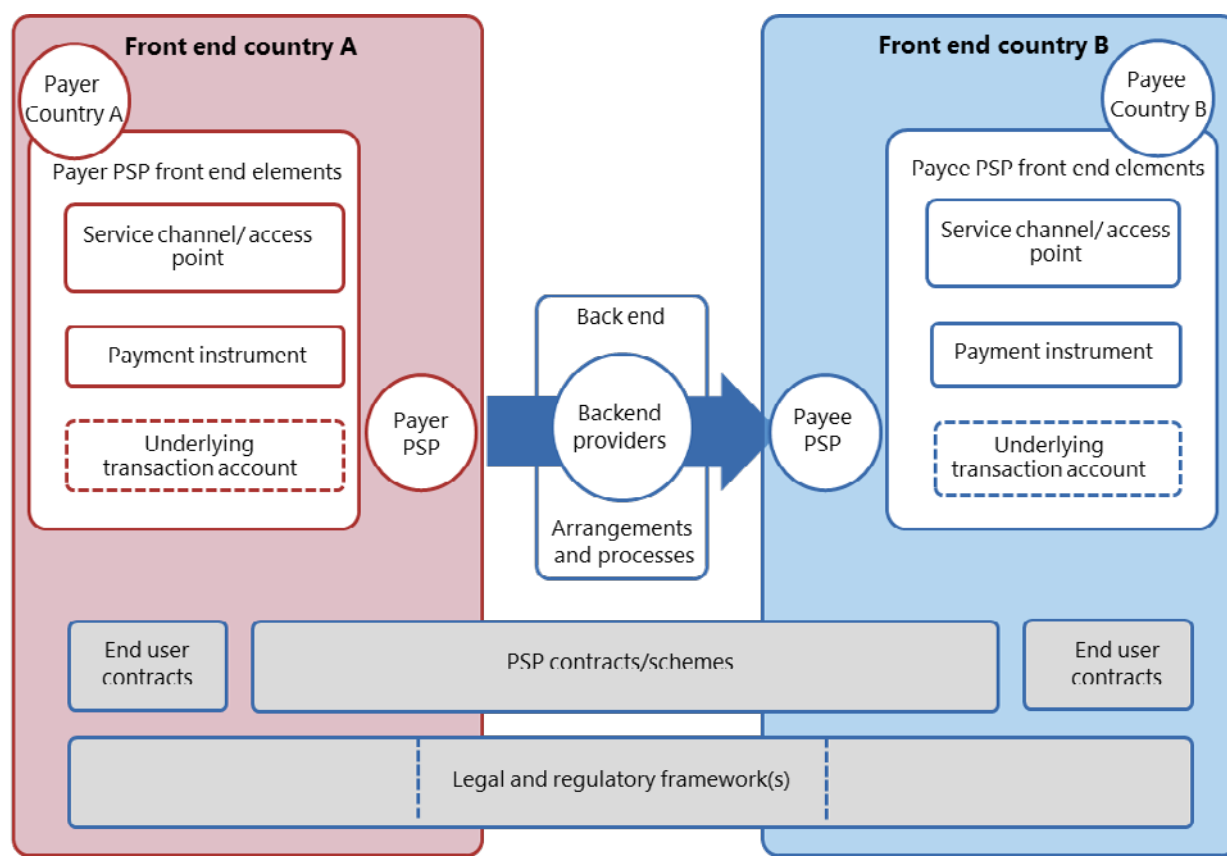 Front end country A
Payer
Country A
Payer PSP front end elements
Service channel/ access
point
Payment instrument
Underlying
transaction account
Payer
PSP
Back end
Backend
providers
Arrangements
and processes
Front end country B
Payee
Country B
Payee PSP front end elements
Service channel/ access
point
Payment instrument
Underlying
transaction account
Payee
PSP
End user
contracts
PSP contracts/schemes
End user
contracts
Legal and regulatory framework(s)